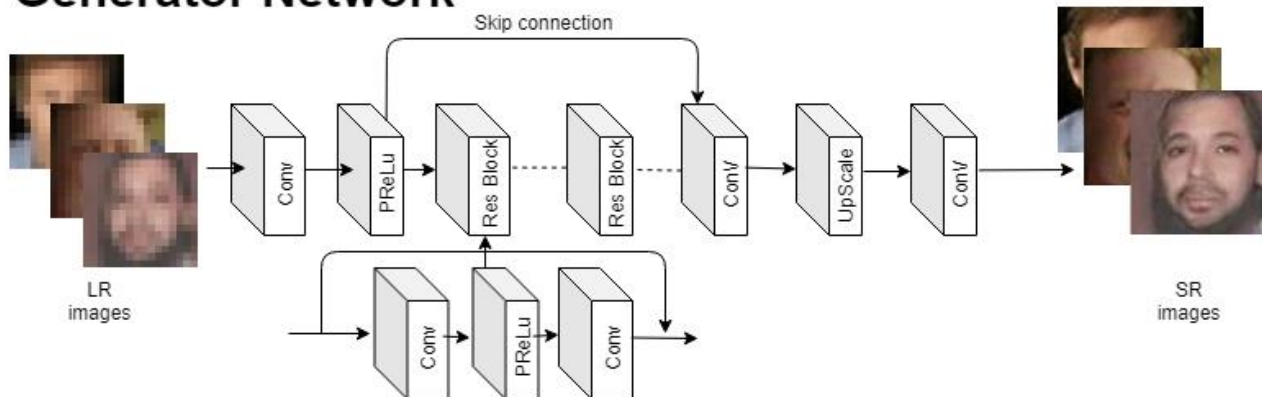 Generator Network
Skip connection
Conv
PReLu
Res Block
Res Block
ConV
UpScale
ConV
LR
images
SR
images
Conv
PReLu
Conv